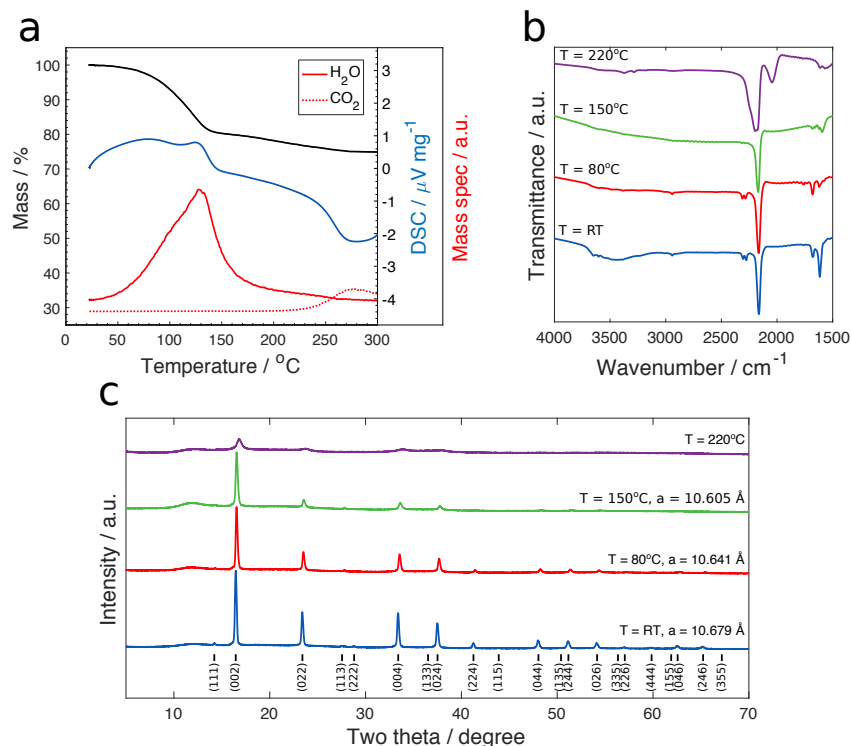 a
100
90
80
70
60
50
40
30
Mass / %
0
50
100
150
200
250
300
Temperature / °C
3
2
1
0
-1
-2
-3
-4
DSC / μV mg⁻¹
Mass spec / a.u.
H₂O
CO₂
b
T = 220°C
T = 150°C
T = 80°C
T = RT
Transmittance / a.u.
4000 3500 3000 2500 2000 1500
Wavenumber / cm⁻¹
c
T = 220°C
T = 150°C, a = 10.605 Å
T = 80°C, a = 10.641 Å
T = RT, a = 10.679 Å
Intensity / a.u.
(111) (002) (022) (113) (222) (004) (133) (024) (224) (115) (044) (135) (244) (026) (335) (226) (444) (155) (046) (246) (355)
10 20 30 40 50 60 70
Two theta / degree